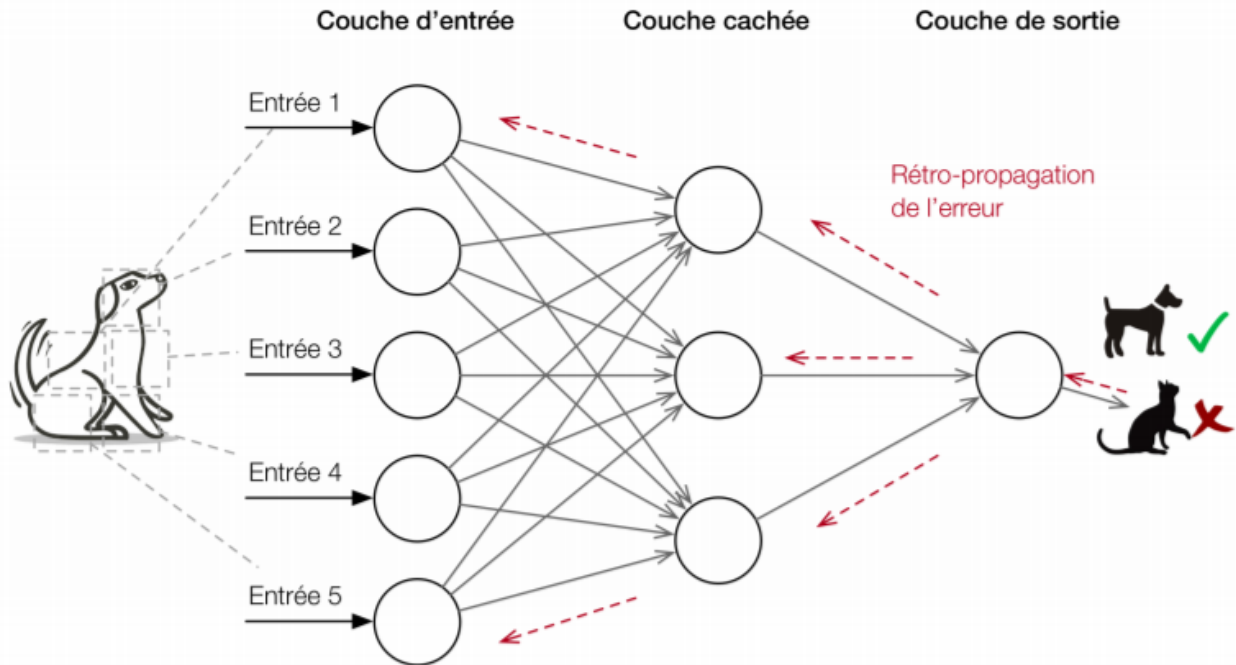 Couche d'entrée
Couche cachée
Couche de sortie
Entrée 1
Entrée 2
Entrée 3
Entrée 4
Entrée 5
Rétro-propagation
de l'erreur